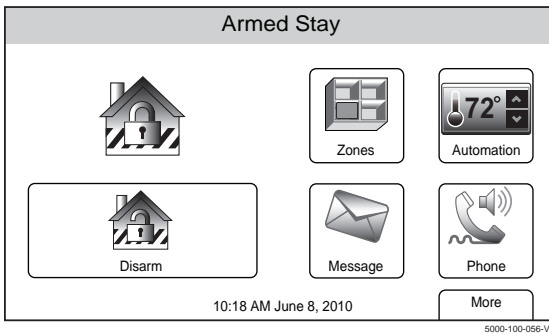 Armed Stay
72°
Zones
Automation
Disarm
Message
Phone
10:18 AM June 8, 2010
More
5000-100-056-V